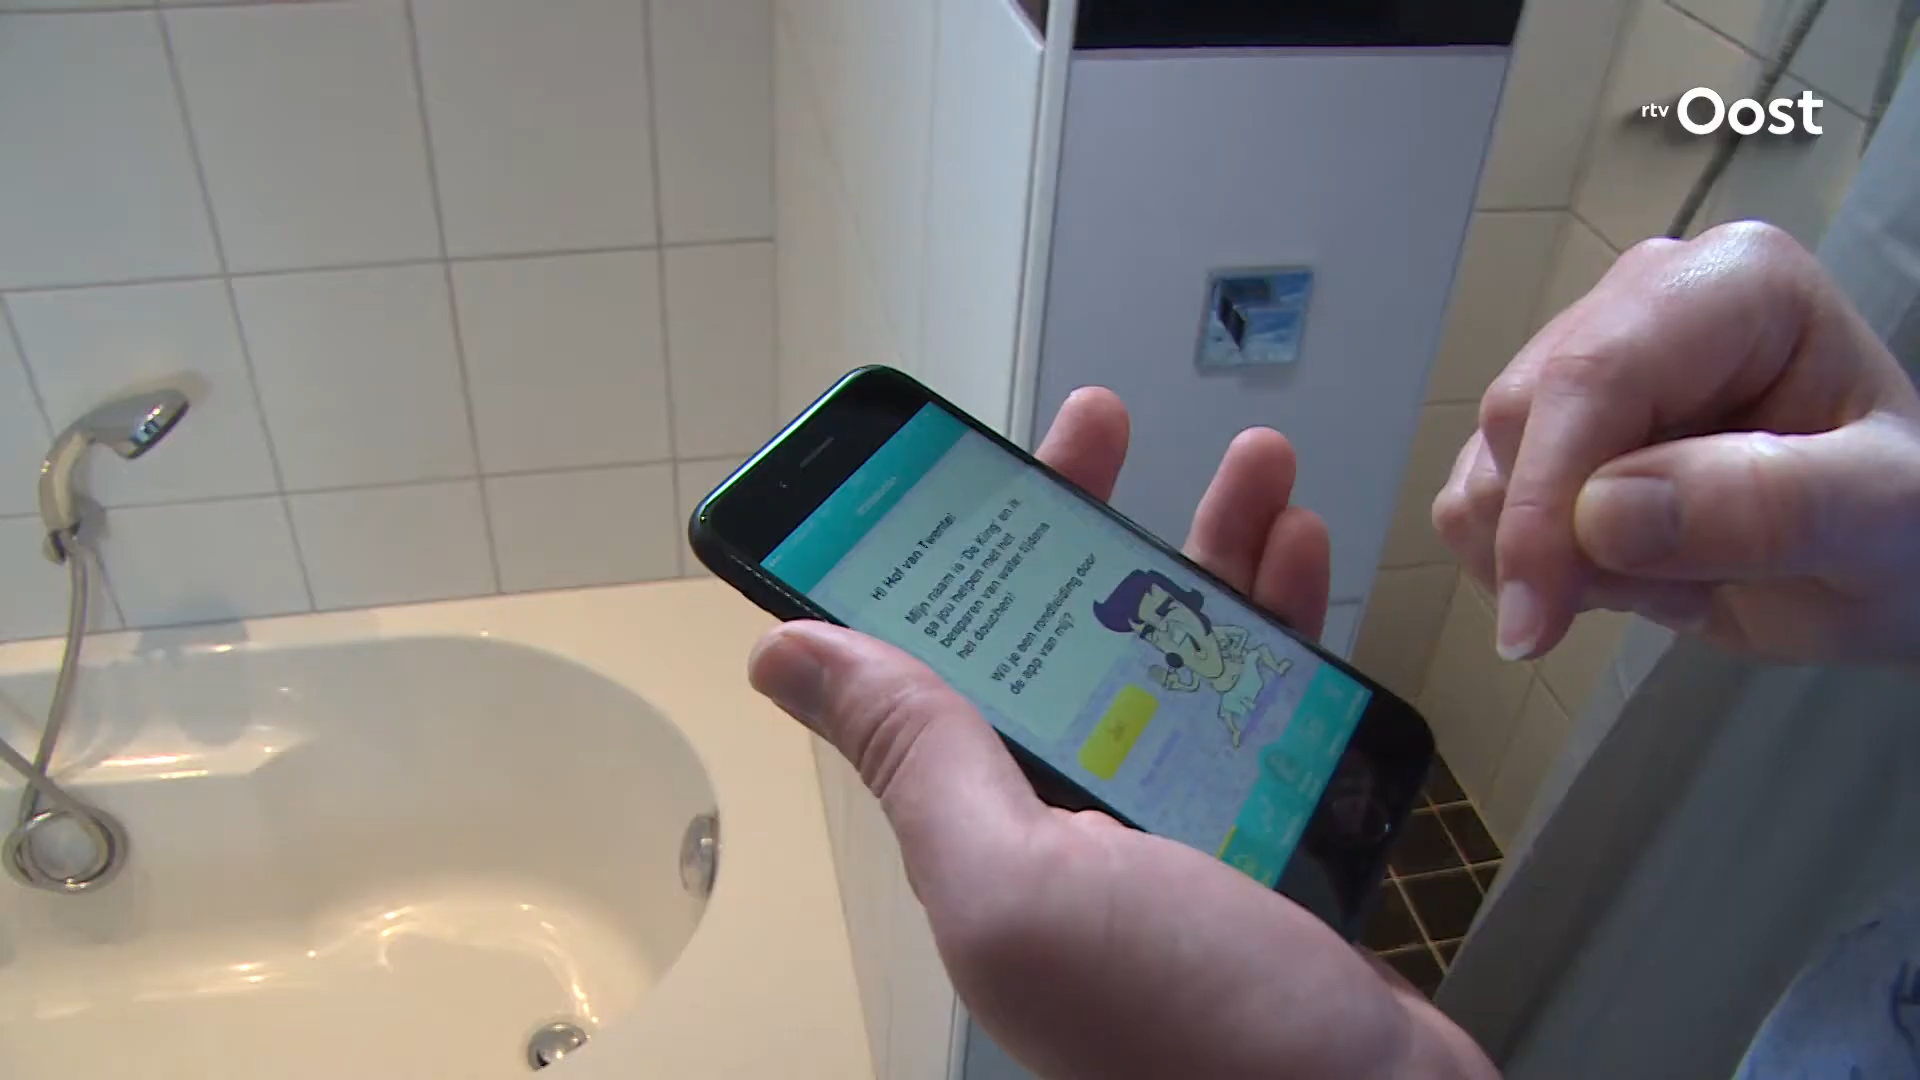 rtv Oost
Hi Hof van Twente!
Mijn naam is 'De King' en ik
ga jou helpen met het
besparen van water tijdens
het douchen!
Wil je een rondleiding door
de app van mij?